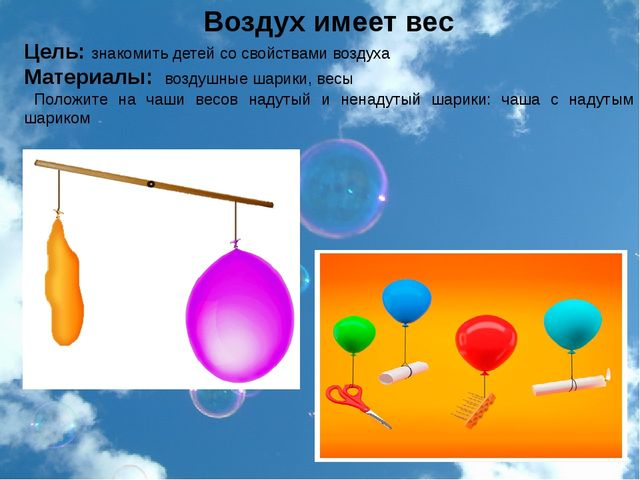 Воздух имеет вес
Цель: знакомить детей со свойствами воздуха
Материалы: воздушные шарики, весы
Положите на чаши весов надутый и ненадутый шарики: чаша с надутым
шариком